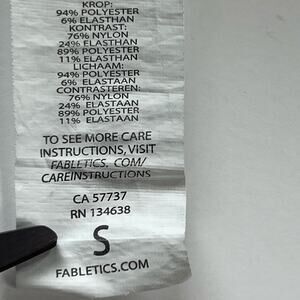 KROP:
94% POLYESTER
6% ELASTHAN
KONTRAST:
76% NYLON
24% ELASTHAN
89% POLYESTER
11% ELASTHAN
LICHAAM:
94% POLYESTER
6% ELASTAAN
CONTRASTEREN:
76% NYLON
24% ELASTAAN
89% POLYESTER
11% ELASTAAN
TO SEE MORE CARE
INSTRUCTIONS, VISIT
FABLETICS. COM/
CAREINSTRUCTIONS
CA 57737
RN 134638
S
FABLETICS.COM